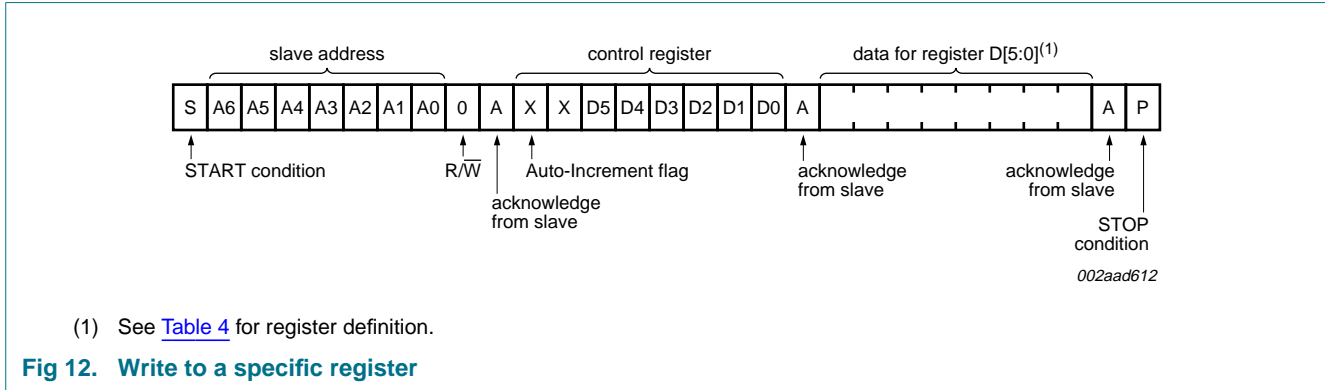 slave address control register data for register D[5:0](1)
S A6 A5 A4 A3 A2 A1 A0 0 A X X D5 D4 D3 D2 D1 D0 A A P
START condition R/W̅ Auto-Increment flag acknowledge from slave acknowledge from slave
acknowledge from slave
STOP condition
002aad612
(1) See Table 4 for register definition.
Fig 12. Write to a specific register